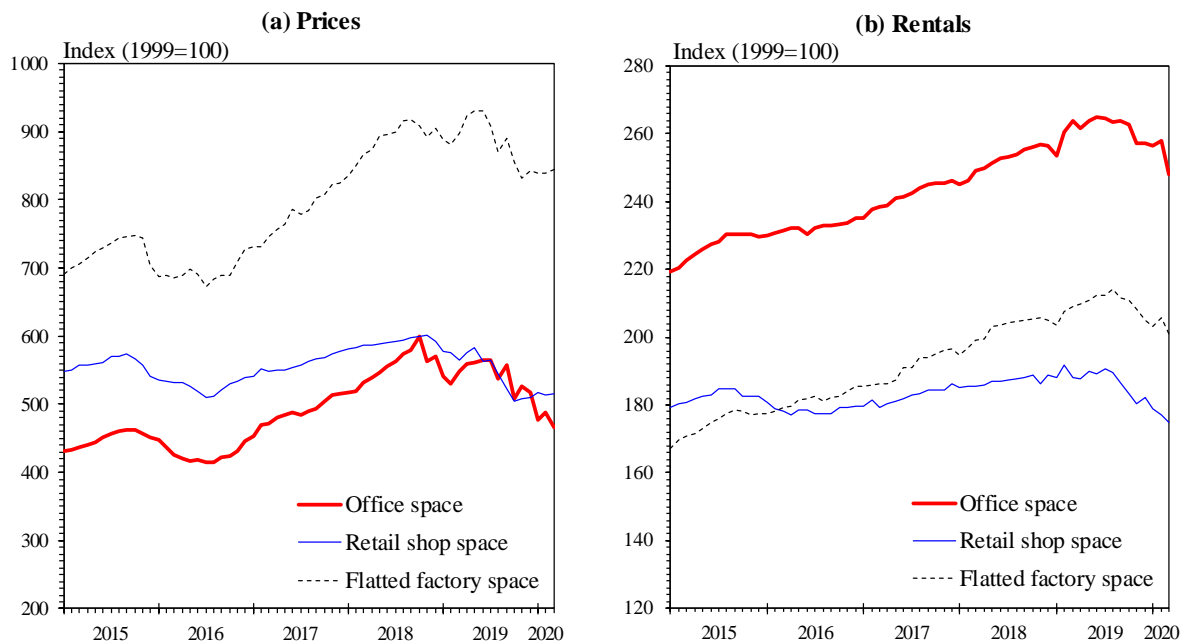 (a) Prices
Index (1999=100)
1000
900
800
700
600
500
400
300
200
Office space
Retail shop space
Flatted factory space
2015 2016 2017 2018 2019 2020
(b) Rentals
Index (1999=100)
280
260
240
220
200
180
160
140
120
Office space
Retail shop space
Flatted factory space
2015 2016 2017 2018 2019 2020